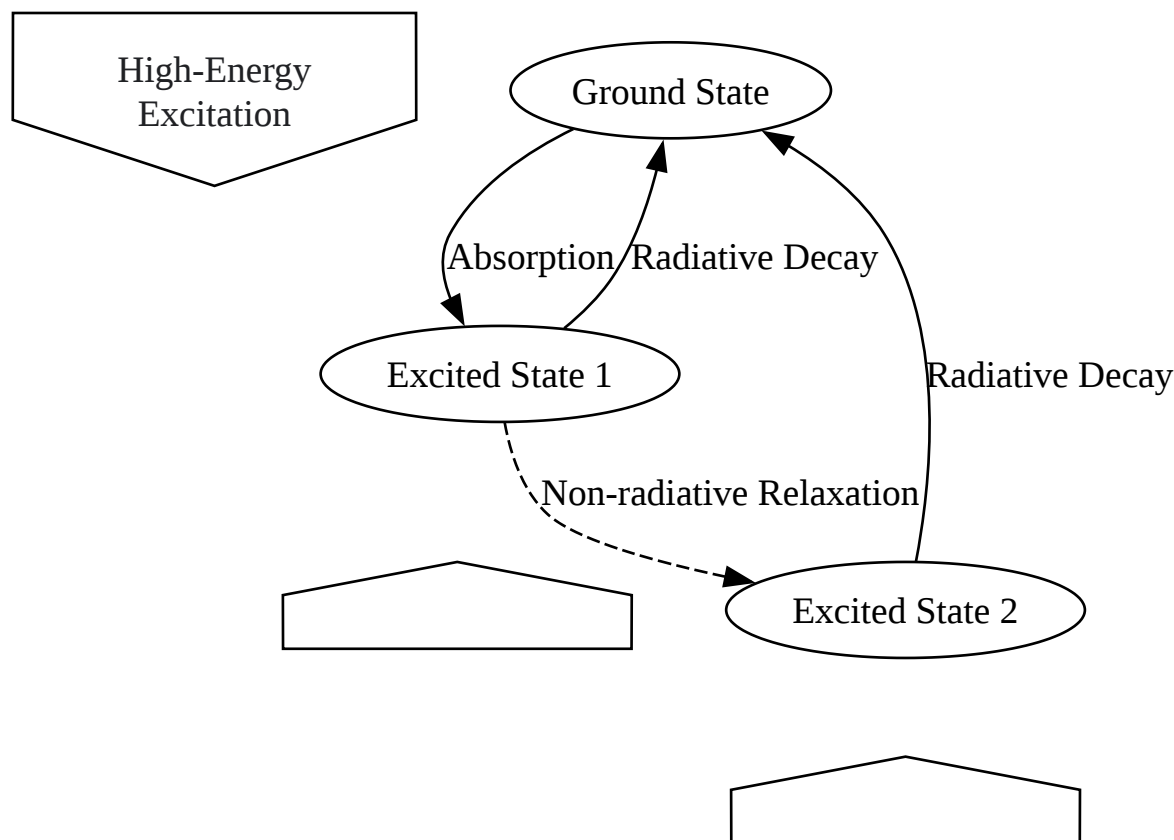 High-Energy
Excitation
Ground State
Absorption
Radiative Decay
Excited State 1
Radiative Decay
Non-radiative Relaxation
Excited State 2